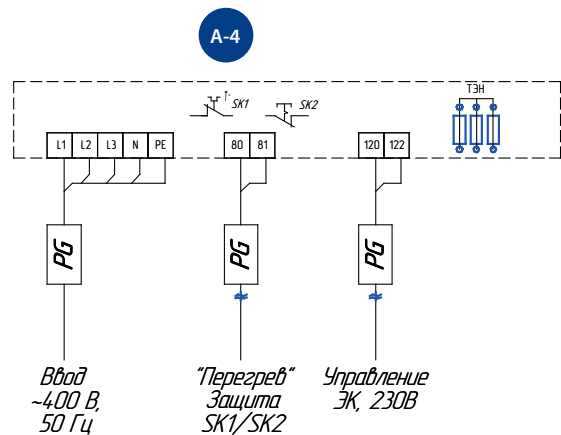 А-4
ТЭН
SK1
SK2
L1 L2 L3 N PE
80 81
120 122
PG
PG
PG
Ввод
~400 В,
50 Гц
"Перегрев"
Защита
SK1/SK2
Управление
ЭК, 230В